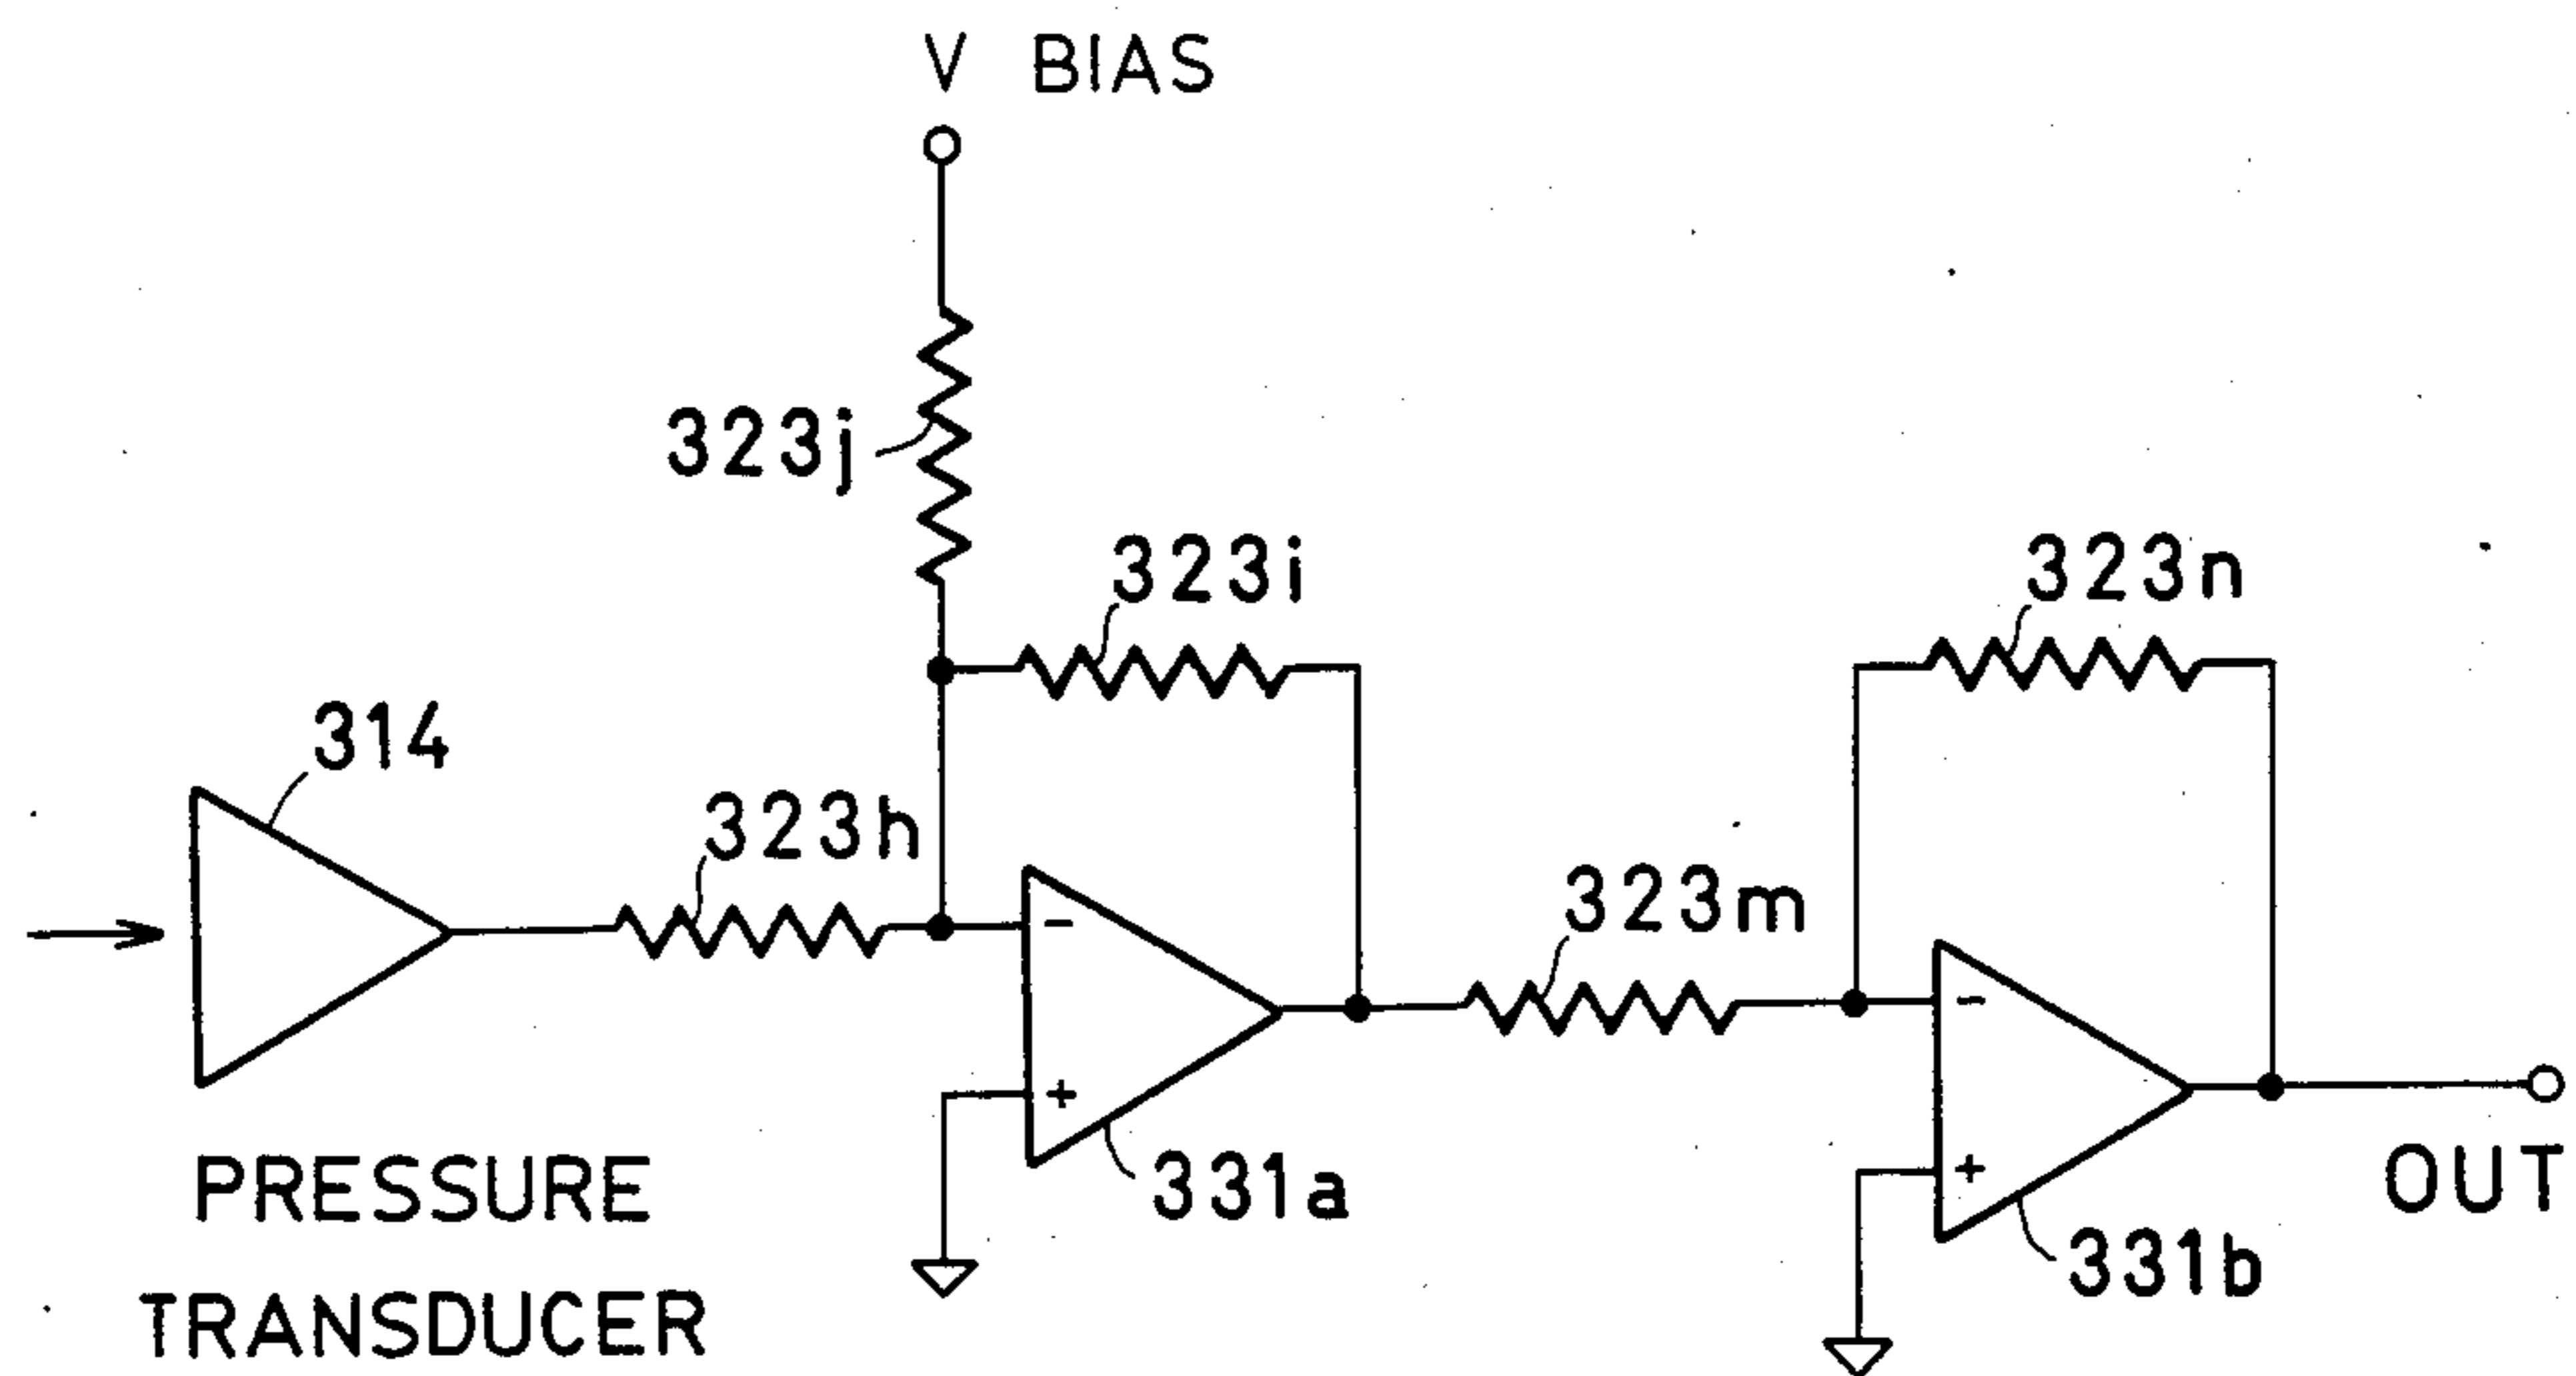 V BIAS
323j
323i
323n
314
323h
323m
-
+
-
+
331a
331b
PRESSURE
TRANSDUCER
OUT